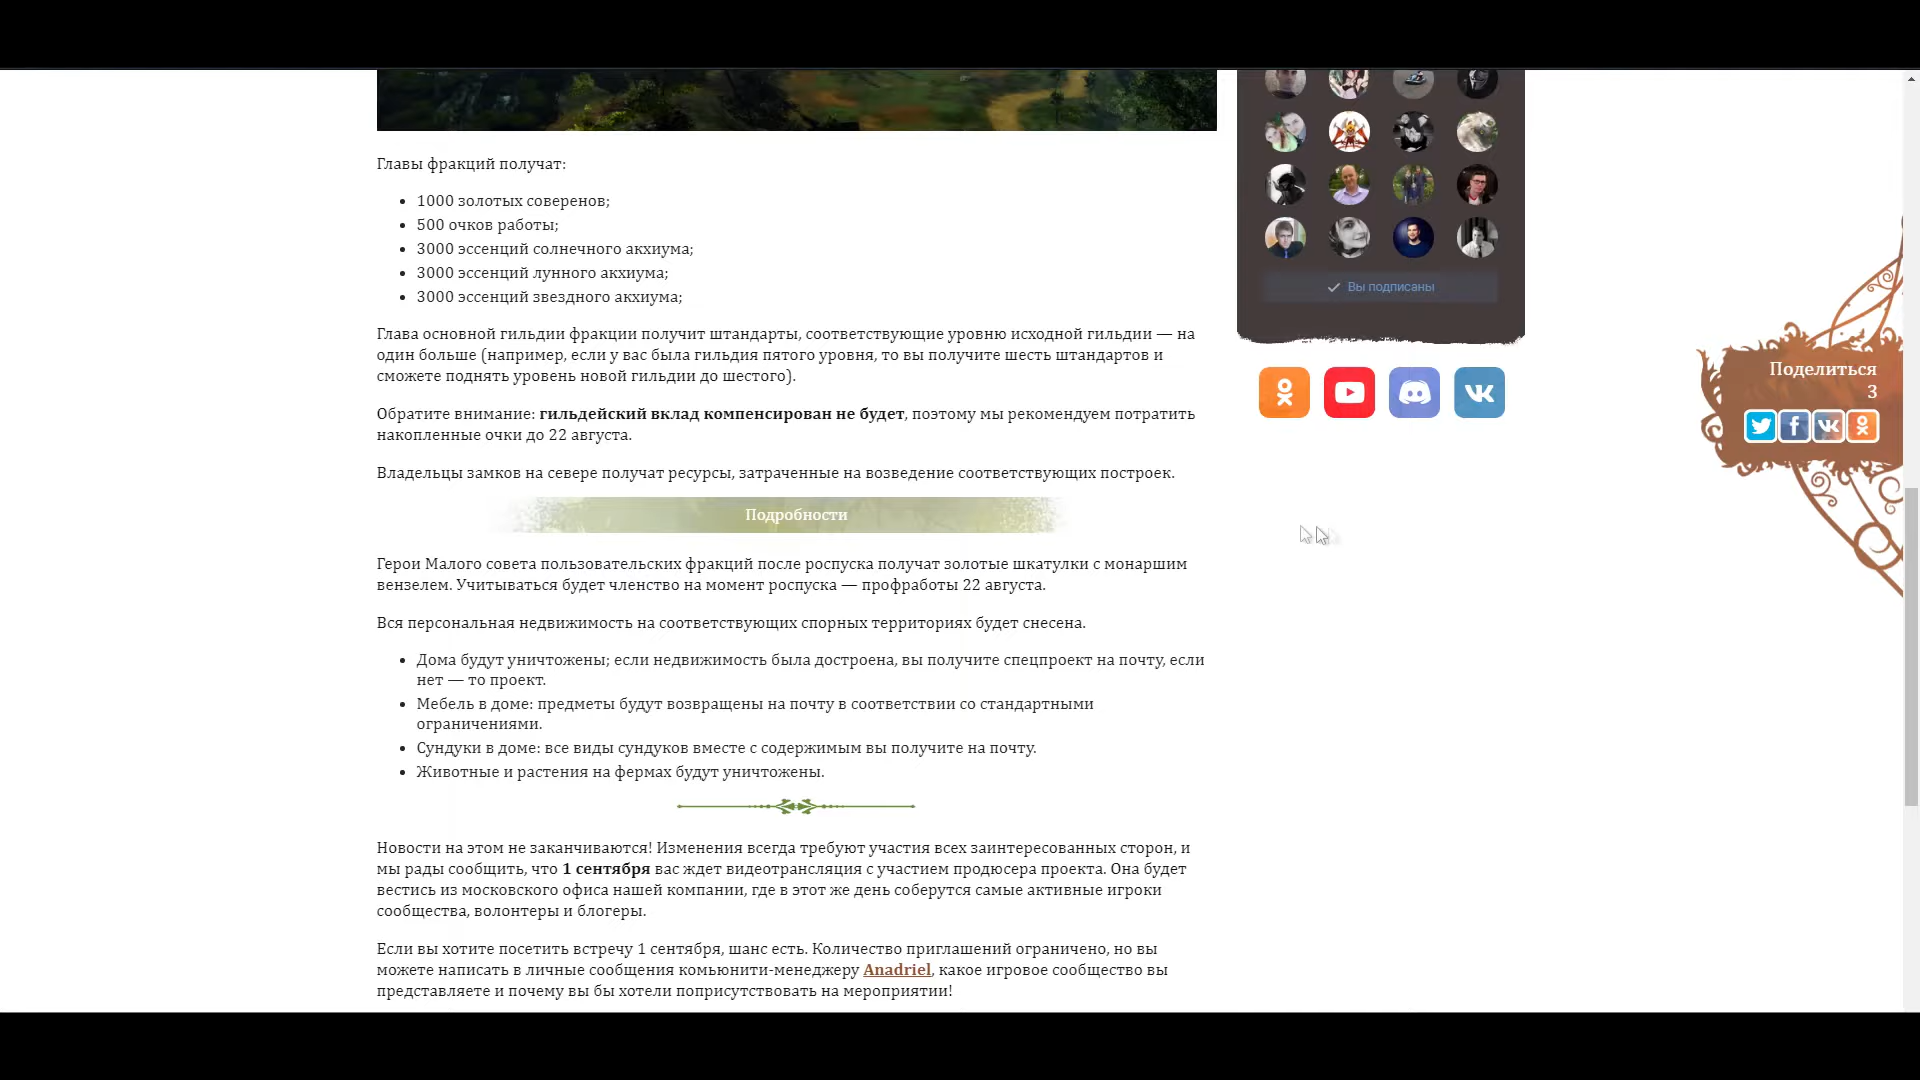 Главы фракций получат:
1000 золотых соверенов;
500 очков работы;
3000 эссенций солнечного акхиума;
3000 эссенций лунного акхиума;
3000 эссенций звездного акхиума;
Глава основной гильдии фракции получит штандарты, соответствующие уровню исходной гильдии — на
один больше (например, если у вас была гильдия пятого уровня, то вы получите шесть штандартов и
сможете поднять уровень новой гильдии до шестого).
Обратите внимание: гильдейский вклад компенсирован не будет, поэтому мы рекомендуем потратить
накопленные очки до 22 августа.
Владельцы замков на севере получат ресурсы, затраченные на возведение соответствующих построек.
Подробности
Герои Малого совета пользовательских фракций после роспуска получат золотые шкатулки с монаршим
вензелем. Учитываться будет членство на момент роспуска — профработы 22 августа.
Вся персональная недвижимость на соответствующих спорных территориях будет снесена.
Дома будут уничтожены; если недвижимость была достроена, вы получите спецпроект на почту, если
нет — то проект.
Мебель в доме: предметы будут возвращены на почту в соответствии со стандартными
ограничениями.
Сундуки в доме: все виды сундуков вместе с содержимым вы получите на почту.
Животные и растения на фермах будут уничтожены.
Новости на этом не заканчиваются! Изменения всегда требуют участия всех заинтересованных сторон, и
мы рады сообщить, что 1 сентября вас ждет видеотрансляция с участием продюсера проекта. Она будет
вестись из московского офиса нашей компании, где в этот же день соберутся самые активные игроки
сообщества, волонтеры и блогеры.
Если вы хотите посетить встречу 1 сентября, шанс есть. Количество приглашений ограничено, но вы
можете написать в личные сообщения комьюнити-менеджеру Anadriel, какое игровое сообщество вы
представляете и почему вы бы хотели поприсутствовать на мероприятии!
Вы подписаны
Поделиться
3